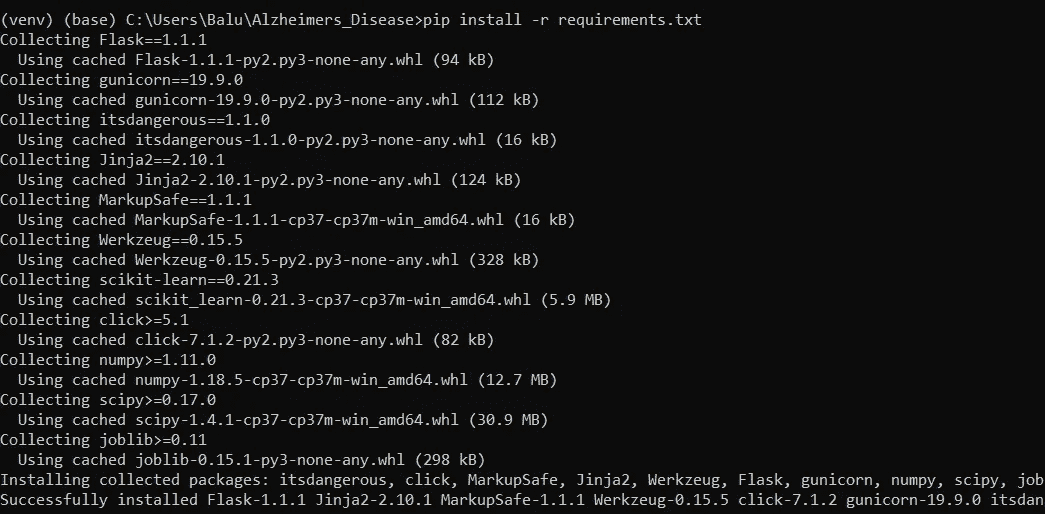 (venv) (base) C:\Users\Balu\Alzheimers_Disease>pip install -r requirements.txt
Collecting Flask==1.1.1
  Using cached Flask-1.1.1-py2.py3-none-any.whl (94 kB)
Collecting gunicorn==19.9.0
  Using cached gunicorn-19.9.0-py2.py3-none-any.whl (112 kB)
Collecting itsdangerous==1.1.0
  Using cached itsdangerous-1.1.0-py2.py3-none-any.whl (16 kB)
Collecting Jinja2==2.10.1
  Using cached Jinja2-2.10.1-py2.py3-none-any.whl (124 kB)
Collecting MarkupSafe==1.1.1
  Using cached MarkupSafe-1.1.1-cp37-cp37m-win_amd64.whl (16 kB)
Collecting Werkzeug==0.15.5
  Using cached Werkzeug-0.15.5-py2.py3-none-any.whl (328 kB)
Collecting scikit-learn==0.21.3
  Using cached scikit_learn-0.21.3-cp37-cp37m-win_amd64.whl (5.9 MB)
Collecting click>=5.1
  Using cached click-7.1.2-py2.py3-none-any.whl (82 kB)
Collecting numpy>=1.11.0
  Using cached numpy-1.18.5-cp37-cp37m-win_amd64.whl (12.7 MB)
Collecting scipy>=0.17.0
  Using cached scipy-1.4.1-cp37-cp37m-win_amd64.whl (30.9 MB)
Collecting joblib>=0.11
  Using cached joblib-0.15.1-py3-none-any.whl (298 kB)
Installing collected packages: itsdangerous, click, MarkupSafe, Jinja2, Werkzeug, Flask, gunicorn, numpy, scipy, job
Successfully installed Flask-1.1.1 Jinja2-2.10.1 MarkupSafe-1.1.1 Werkzeug-0.15.5 click-7.1.2 gunicorn-19.9.0 itsdan